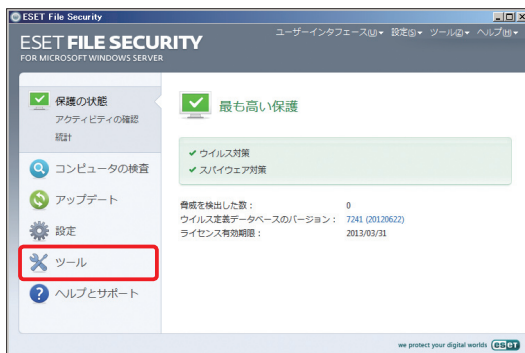 ESET File Security
ESET FILE SECURITY
FOR MICROSOFT WINDOWS SERVER
ユーザーインタフェース(U)▾ 設定(S)▾ ツール(Z)▾ ヘルプ(H)▾
保護の状態
アクティビティの確認
統計
コンピュータの検査
アップデート
設定
ツール
ヘルプとサポート
最も高い保護
ウイルス対策
スパイウェア対策
脅威を検出した数： 0
ウイルス定義データベースのバージョン： 7241 (20120622)
ライセンス有効期限： 2013/03/31
we protect your digital worlds eset